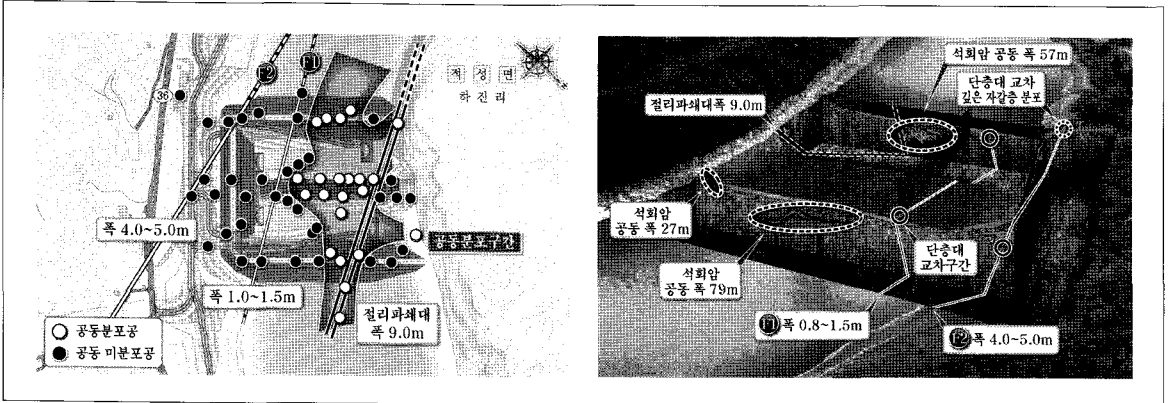 F2
F1
36
적성면
하진리
폭 4.0~5.0m
공동분포구간
폭 1.0~1.5m
절리파쇄대
폭 9.0m
공동분포공
공동 미분포공
석회암 공동 폭 57m
단층대 교차
깊은 자갈층 분포
절리파쇄대폭 9.0m
석회암
공동 폭 27m
석회암
공동 폭 79m
단층대
교차구간
F1 폭 0.8~1.5m
F2 폭 4.0~5.0m